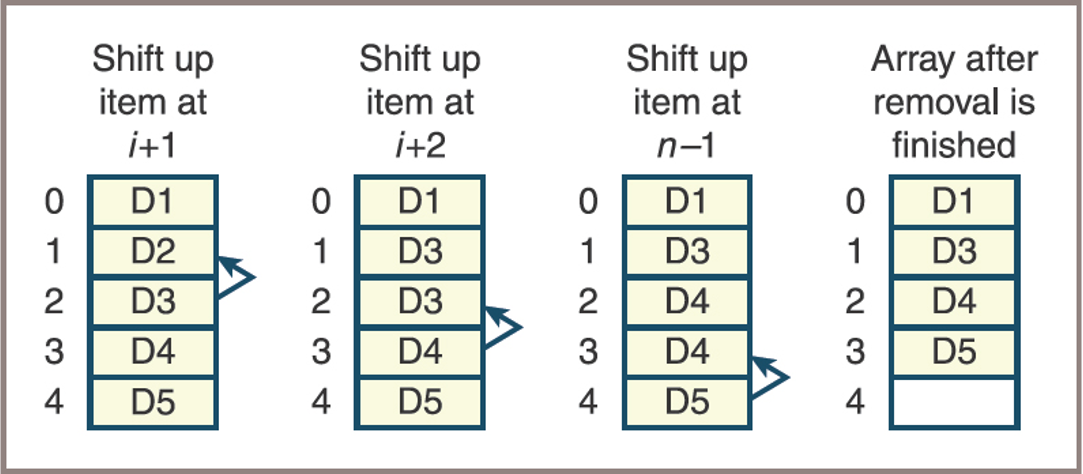 Shift up
item at
i+1
0 D1
1 D2
2 D3
3 D4
4 D5
Shift up
item at
i+2
0 D1
1 D3
2 D3
3 D4
4 D5
Shift up
item at
n–1
0 D1
1 D3
2 D4
3 D4
4 D5
Array after
removal is
finished
0 D1
1 D3
2 D4
3 D5
4